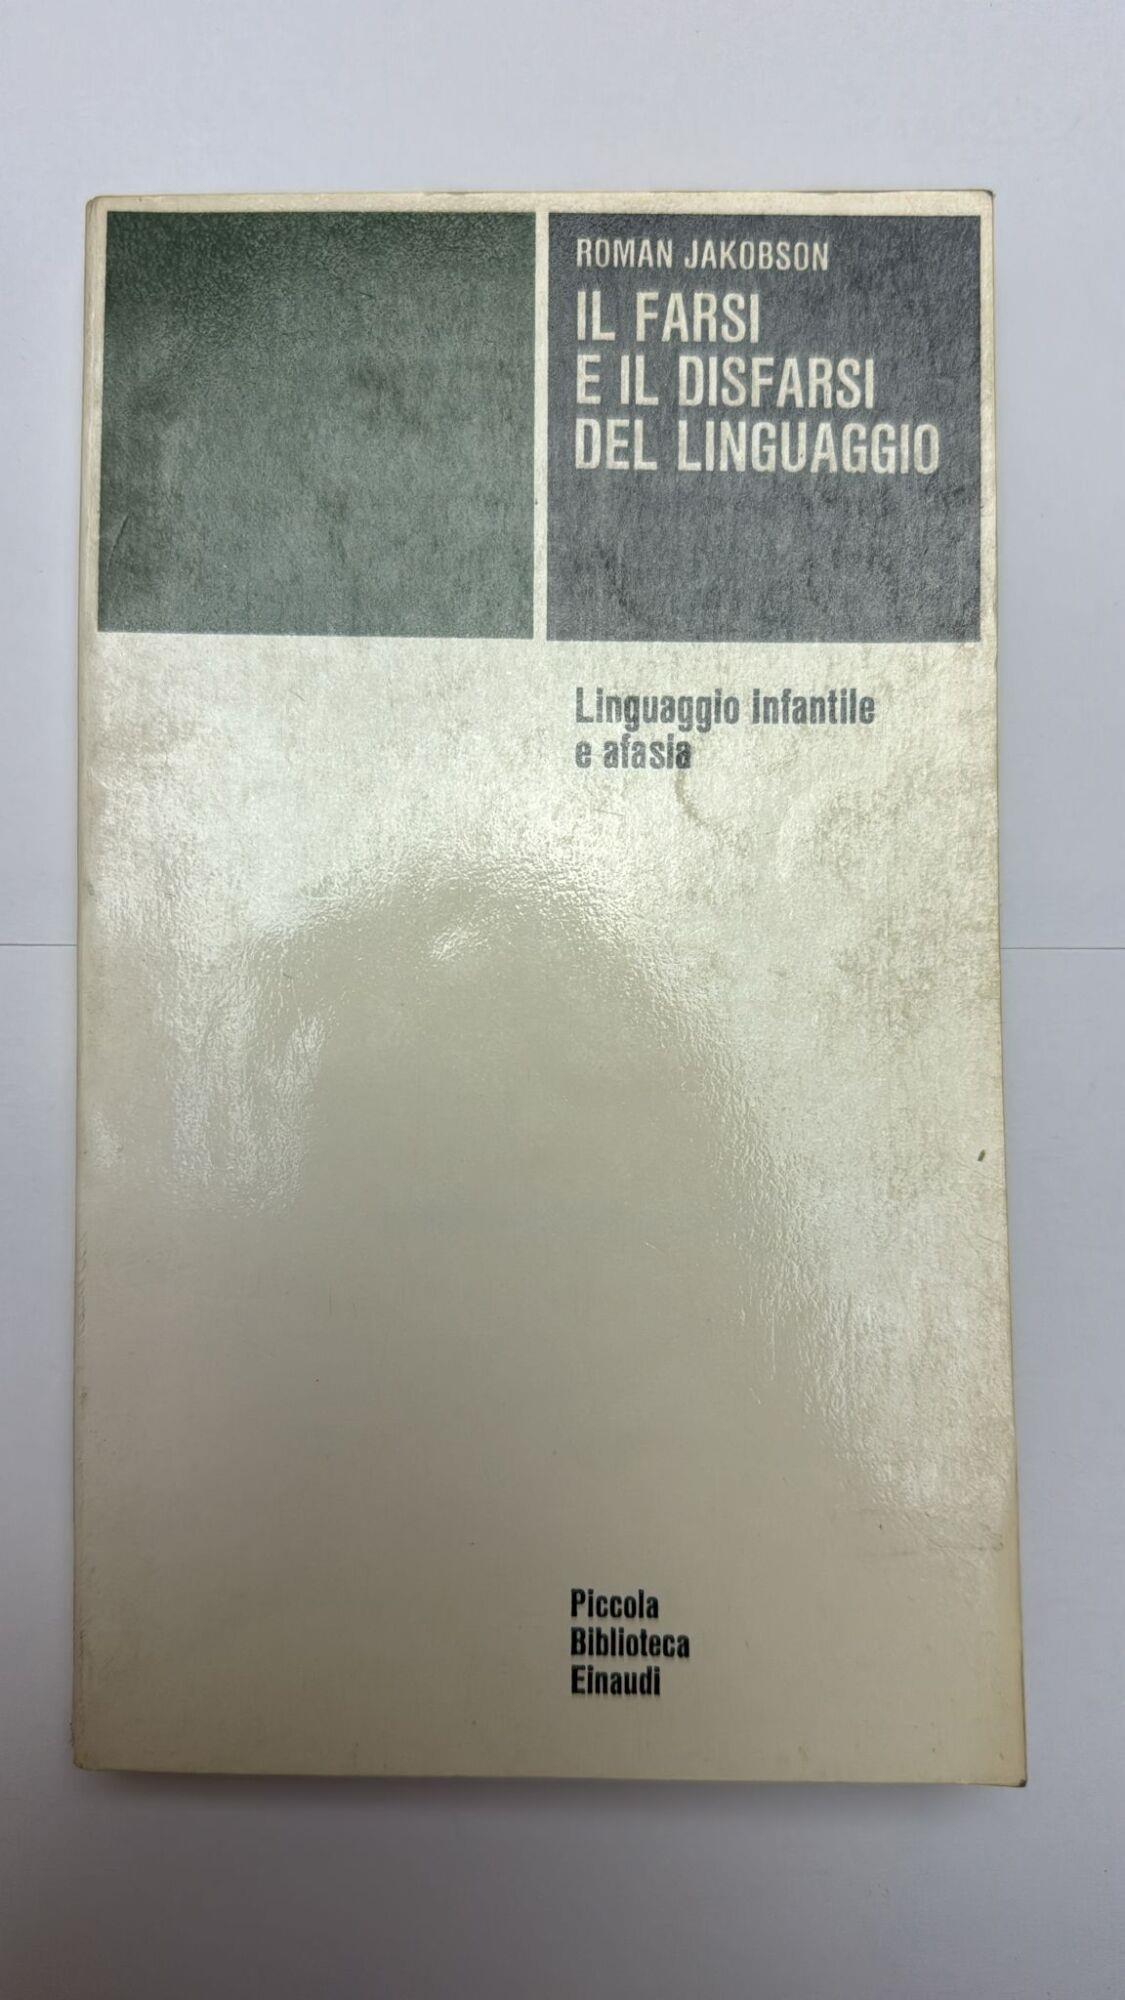 ROMAN JAKOBSON
IL FARSI
E IL DISFARSI
DEL LINGUAGGIO
Linguaggio infantile
e afasia
Piccola
Biblioteca
Einaudi